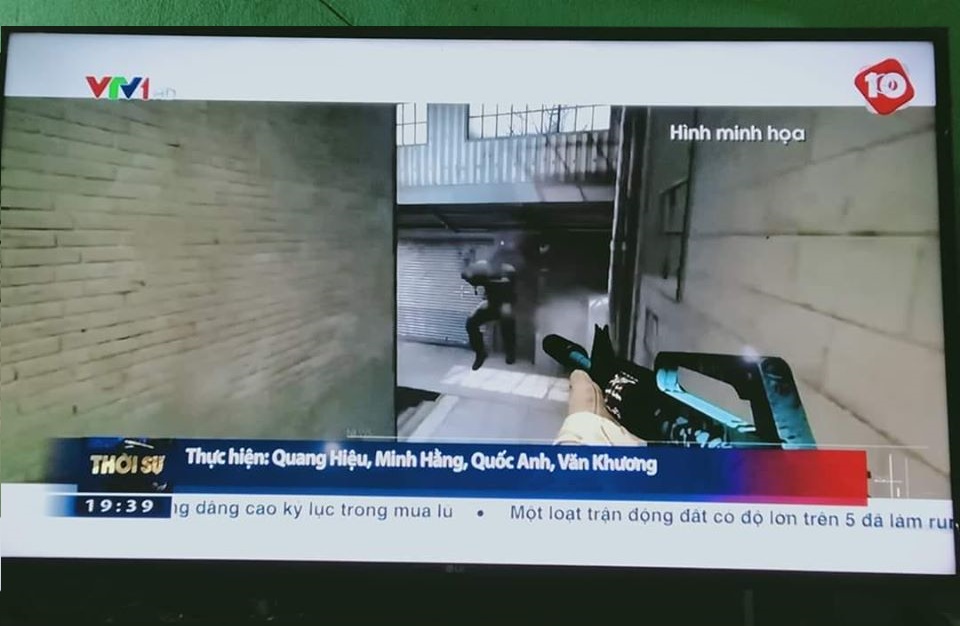 VTV1 HD
10
Hình minh họa
THỜI SỰ
Thực hiện: Quang Hiệu, Minh Hằng, Quốc Anh, Văn Khương
19:39
ng dâng cao kỷ lục trong mùa lũ • Một loạt trận động đất có độ lớn trên 5 đã làm run
LG